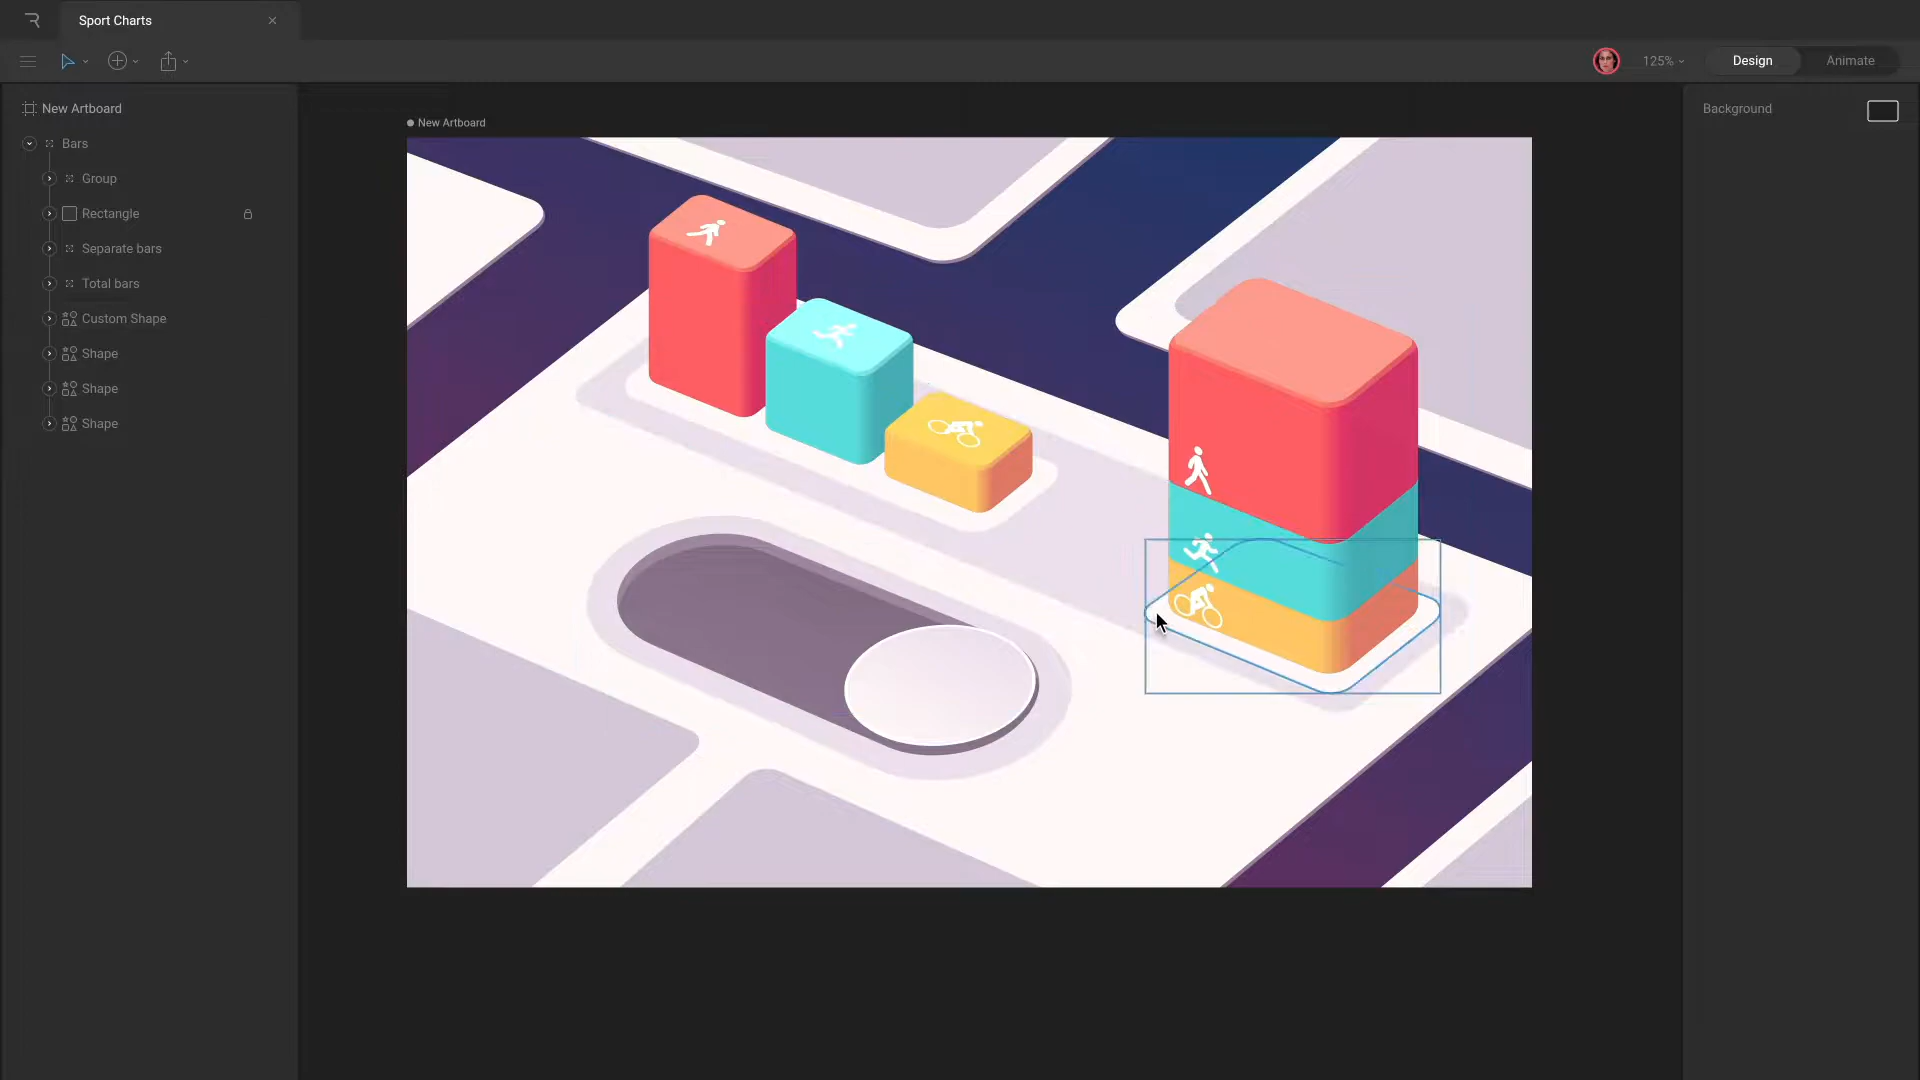 Sport Charts
125%
Design
Animate
New Artboard
Background
New Artboard
Bars
Group
Rectangle
Separate bars
Total bars
Custom Shape
Shape
Shape
Shape